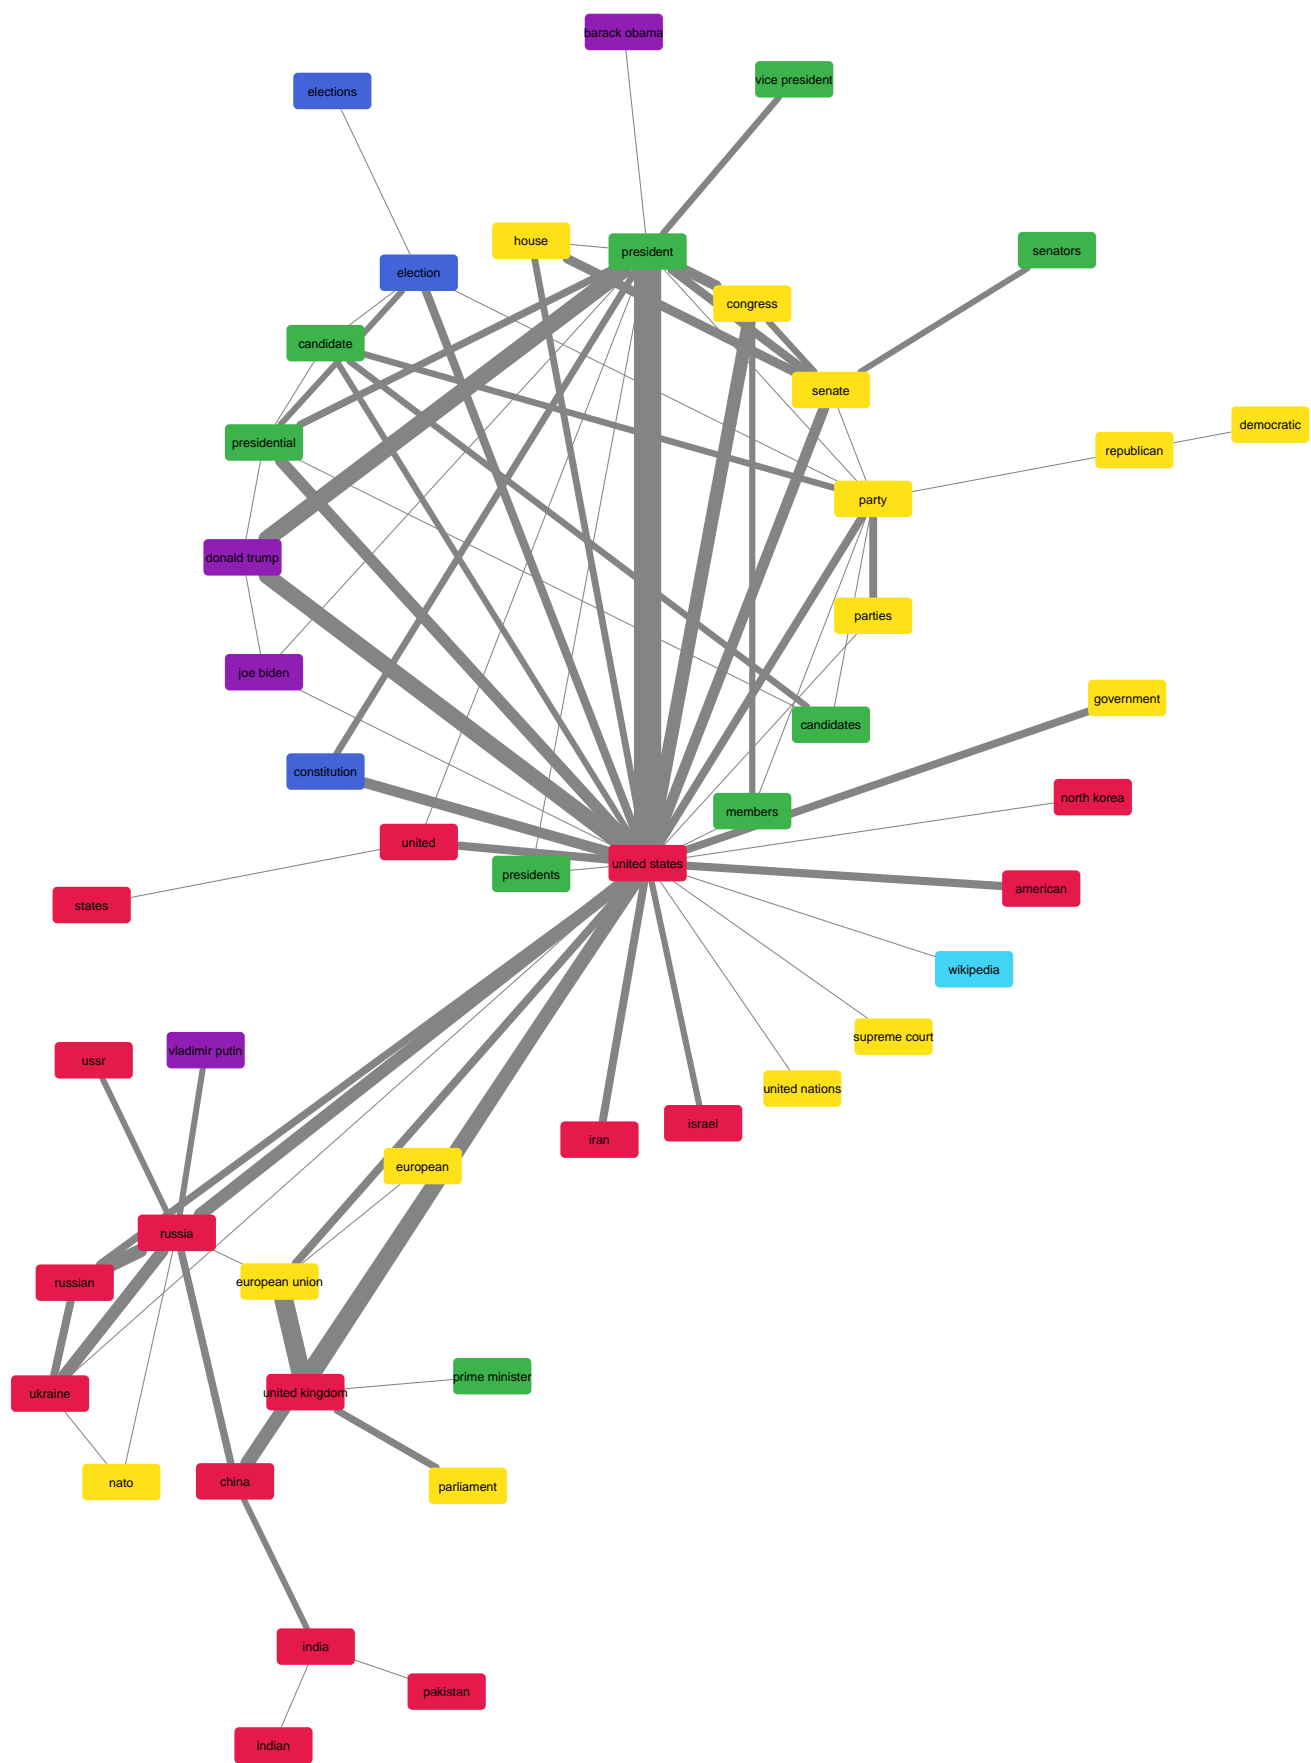 barack obama
vice president
elections
house
president
senators
election
congress
candidate
senate
democratic
presidential
republican
party
donald trump
parties
joe biden
government
candidates
constitution
north korea
members
united
united states
presidents
american
states
wikipedia
supreme court
vladimir putin
ussr
united nations
israel
iran
european
russia
russian
european union
prime minister
ukraine
united kingdom
nato
china
parliament
india
pakistan
indian